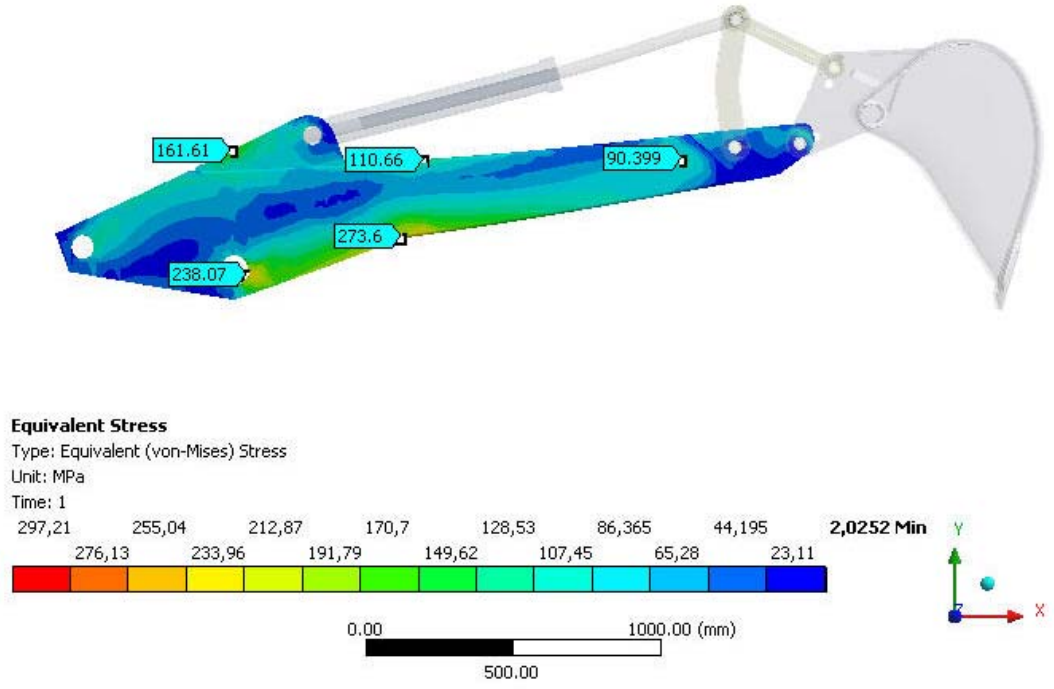 161.61
110.66
90.399
273.6
238.07
Equivalent Stress
Type: Equivalent (von-Mises) Stress
Unit: MPa
Time: 1
297,21 255,04 212,87 170,7 128,53 86,365 44,195 2,0252 Min
276,13 233,96 191,79 149,62 107,45 65,28 23,11
0.00 1000.00 (mm)
500.00
Y
Z
X